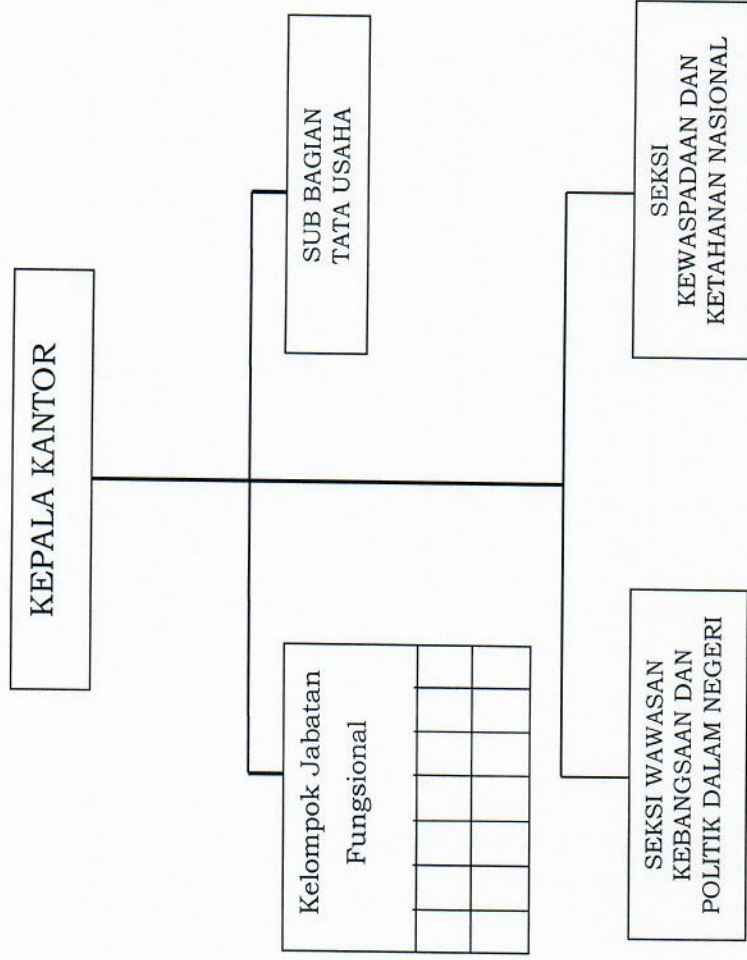 KEPALA KANTOR
Kelompok Jabatan
Fungsional
SUB BAGIAN
TATA USAHA
SEKSI WAWASAN
KEBANGSAAN DAN
POLITIK DALAM NEGERI
SEKSI
KEWASPADAAN DAN
KETAHANAN NASIONAL